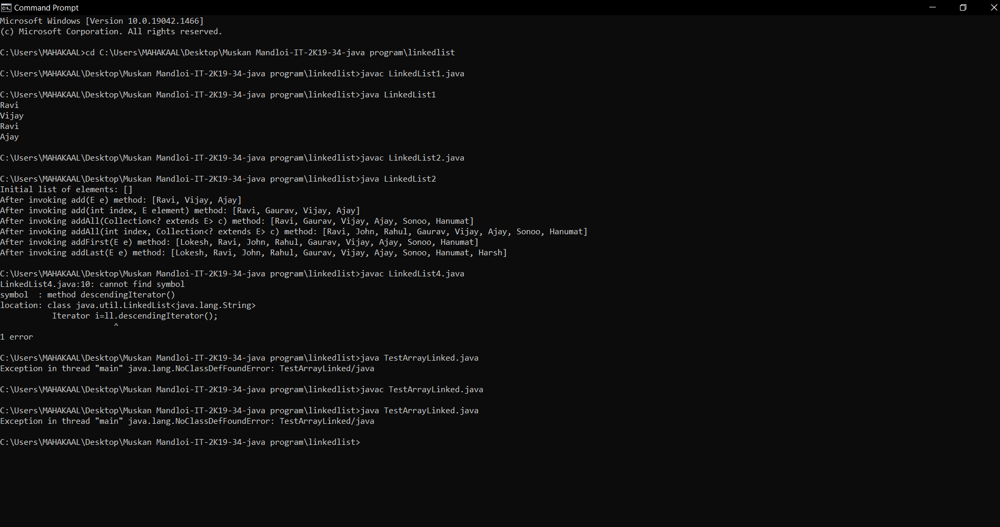 Command Prompt
Microsoft Windows [Version 10.0.19042.1466]
(c) Microsoft Corporation. All rights reserved.
C:\Users\MAHAKAAL>cd C:\Users\MAHAKAAL\Desktop\Muskan Mandloi-IT-2K19-34-java program\linkedlist
C:\Users\MAHAKAAL\Desktop\Muskan Mandloi-IT-2K19-34-java program\linkedlist>javac LinkedList1.java
C:\Users\MAHAKAAL\Desktop\Muskan Mandloi-IT-2K19-34-java program\linkedlist>java LinkedList1
Ravi
Vijay
Ravi
Ajay
C:\Users\MAHAKAAL\Desktop\Muskan Mandloi-IT-2K19-34-java program\linkedlist>javac LinkedList2.java
C:\Users\MAHAKAAL\Desktop\Muskan Mandloi-IT-2K19-34-java program\linkedlist>java LinkedList2
Initial list of elements: []
After invoking add(E e) method: [Ravi, Vijay, Ajay]
After invoking add(int index, E element) method: [Ravi, Gaurav, Vijay, Ajay]
After invoking addAll(Collection<? extends E> c) method: [Ravi, Gaurav, Vijay, Ajay, Sonoo, Hanumat]
After invoking addAll(int index, Collection<? extends E> c) method: [Ravi, John, Rahul, Gaurav, Vijay, Ajay, Sonoo, Hanumat]
After invoking addFirst(E e) method: [Lokesh, Ravi, John, Rahul, Gaurav, Vijay, Ajay, Sonoo, Hanumat]
After invoking addLast(E e) method: [Lokesh, Ravi, John, Rahul, Gaurav, Vijay, Ajay, Sonoo, Hanumat, Harsh]
C:\Users\MAHAKAAL\Desktop\Muskan Mandloi-IT-2K19-34-java program\linkedlist>javac LinkedList4.java
LinkedList4.java:10: cannot find symbol
symbol  : method descendingIterator()
location: class java.util.LinkedList<java.lang.String>
           Iterator i=ll.descendingIterator();
                        ^
1 error
C:\Users\MAHAKAAL\Desktop\Muskan Mandloi-IT-2K19-34-java program\linkedlist>java TestArrayLinked.java
Exception in thread "main" java.lang.NoClassDefFoundError: TestArrayLinked/java
C:\Users\MAHAKAAL\Desktop\Muskan Mandloi-IT-2K19-34-java program\linkedlist>javac TestArrayLinked.java
C:\Users\MAHAKAAL\Desktop\Muskan Mandloi-IT-2K19-34-java program\linkedlist>java TestArrayLinked.java
Exception in thread "main" java.lang.NoClassDefFoundError: TestArrayLinked/java
C:\Users\MAHAKAAL\Desktop\Muskan Mandloi-IT-2K19-34-java program\linkedlist>